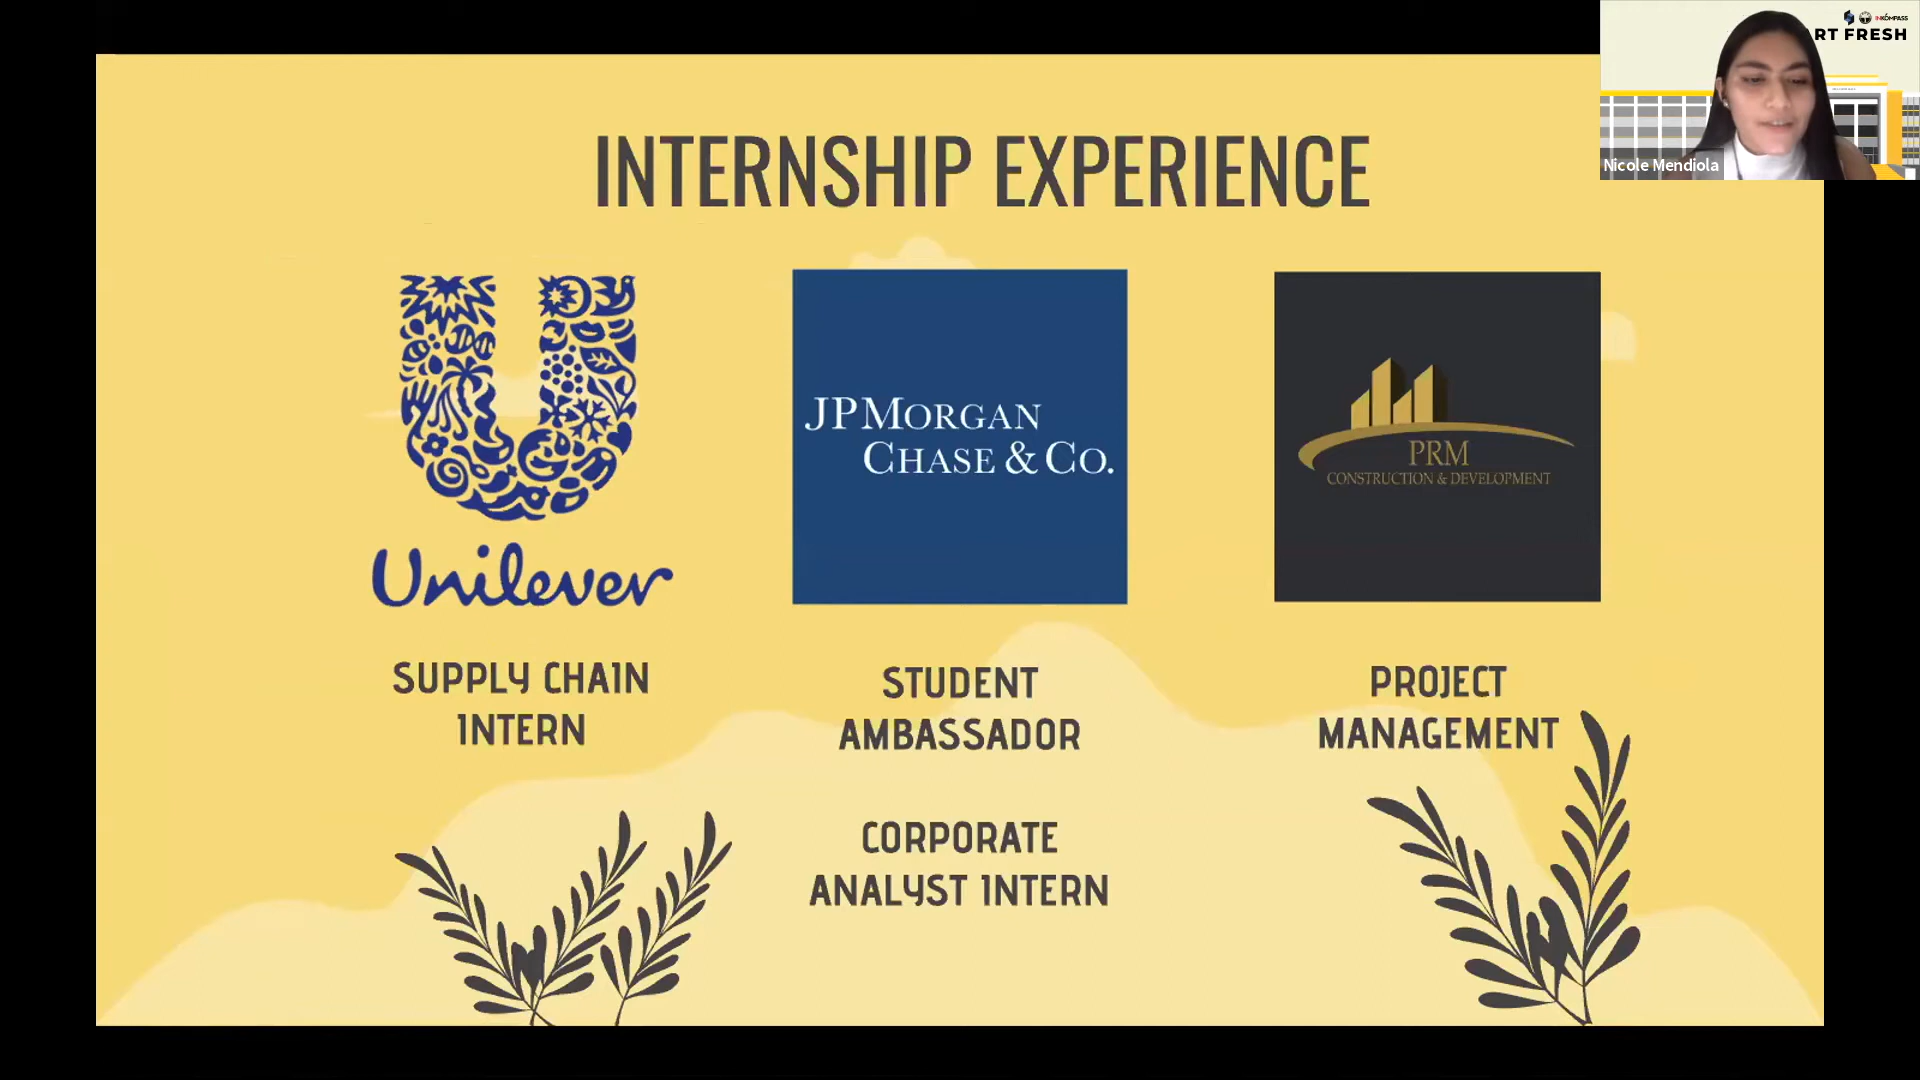 INTERNSHIP EXPERIENCE
INKOMPASS
RT FRESH
Nicole Mendiola
Unilever
JPMORGAN
CHASE & CO.
PRM
CONSTRUCTION & DEVELOPMENT
SUPPLY CHAIN
INTERN
STUDENT
AMBASSADOR
CORPORATE
ANALYST INTERN
PROJECT
MANAGEMENT